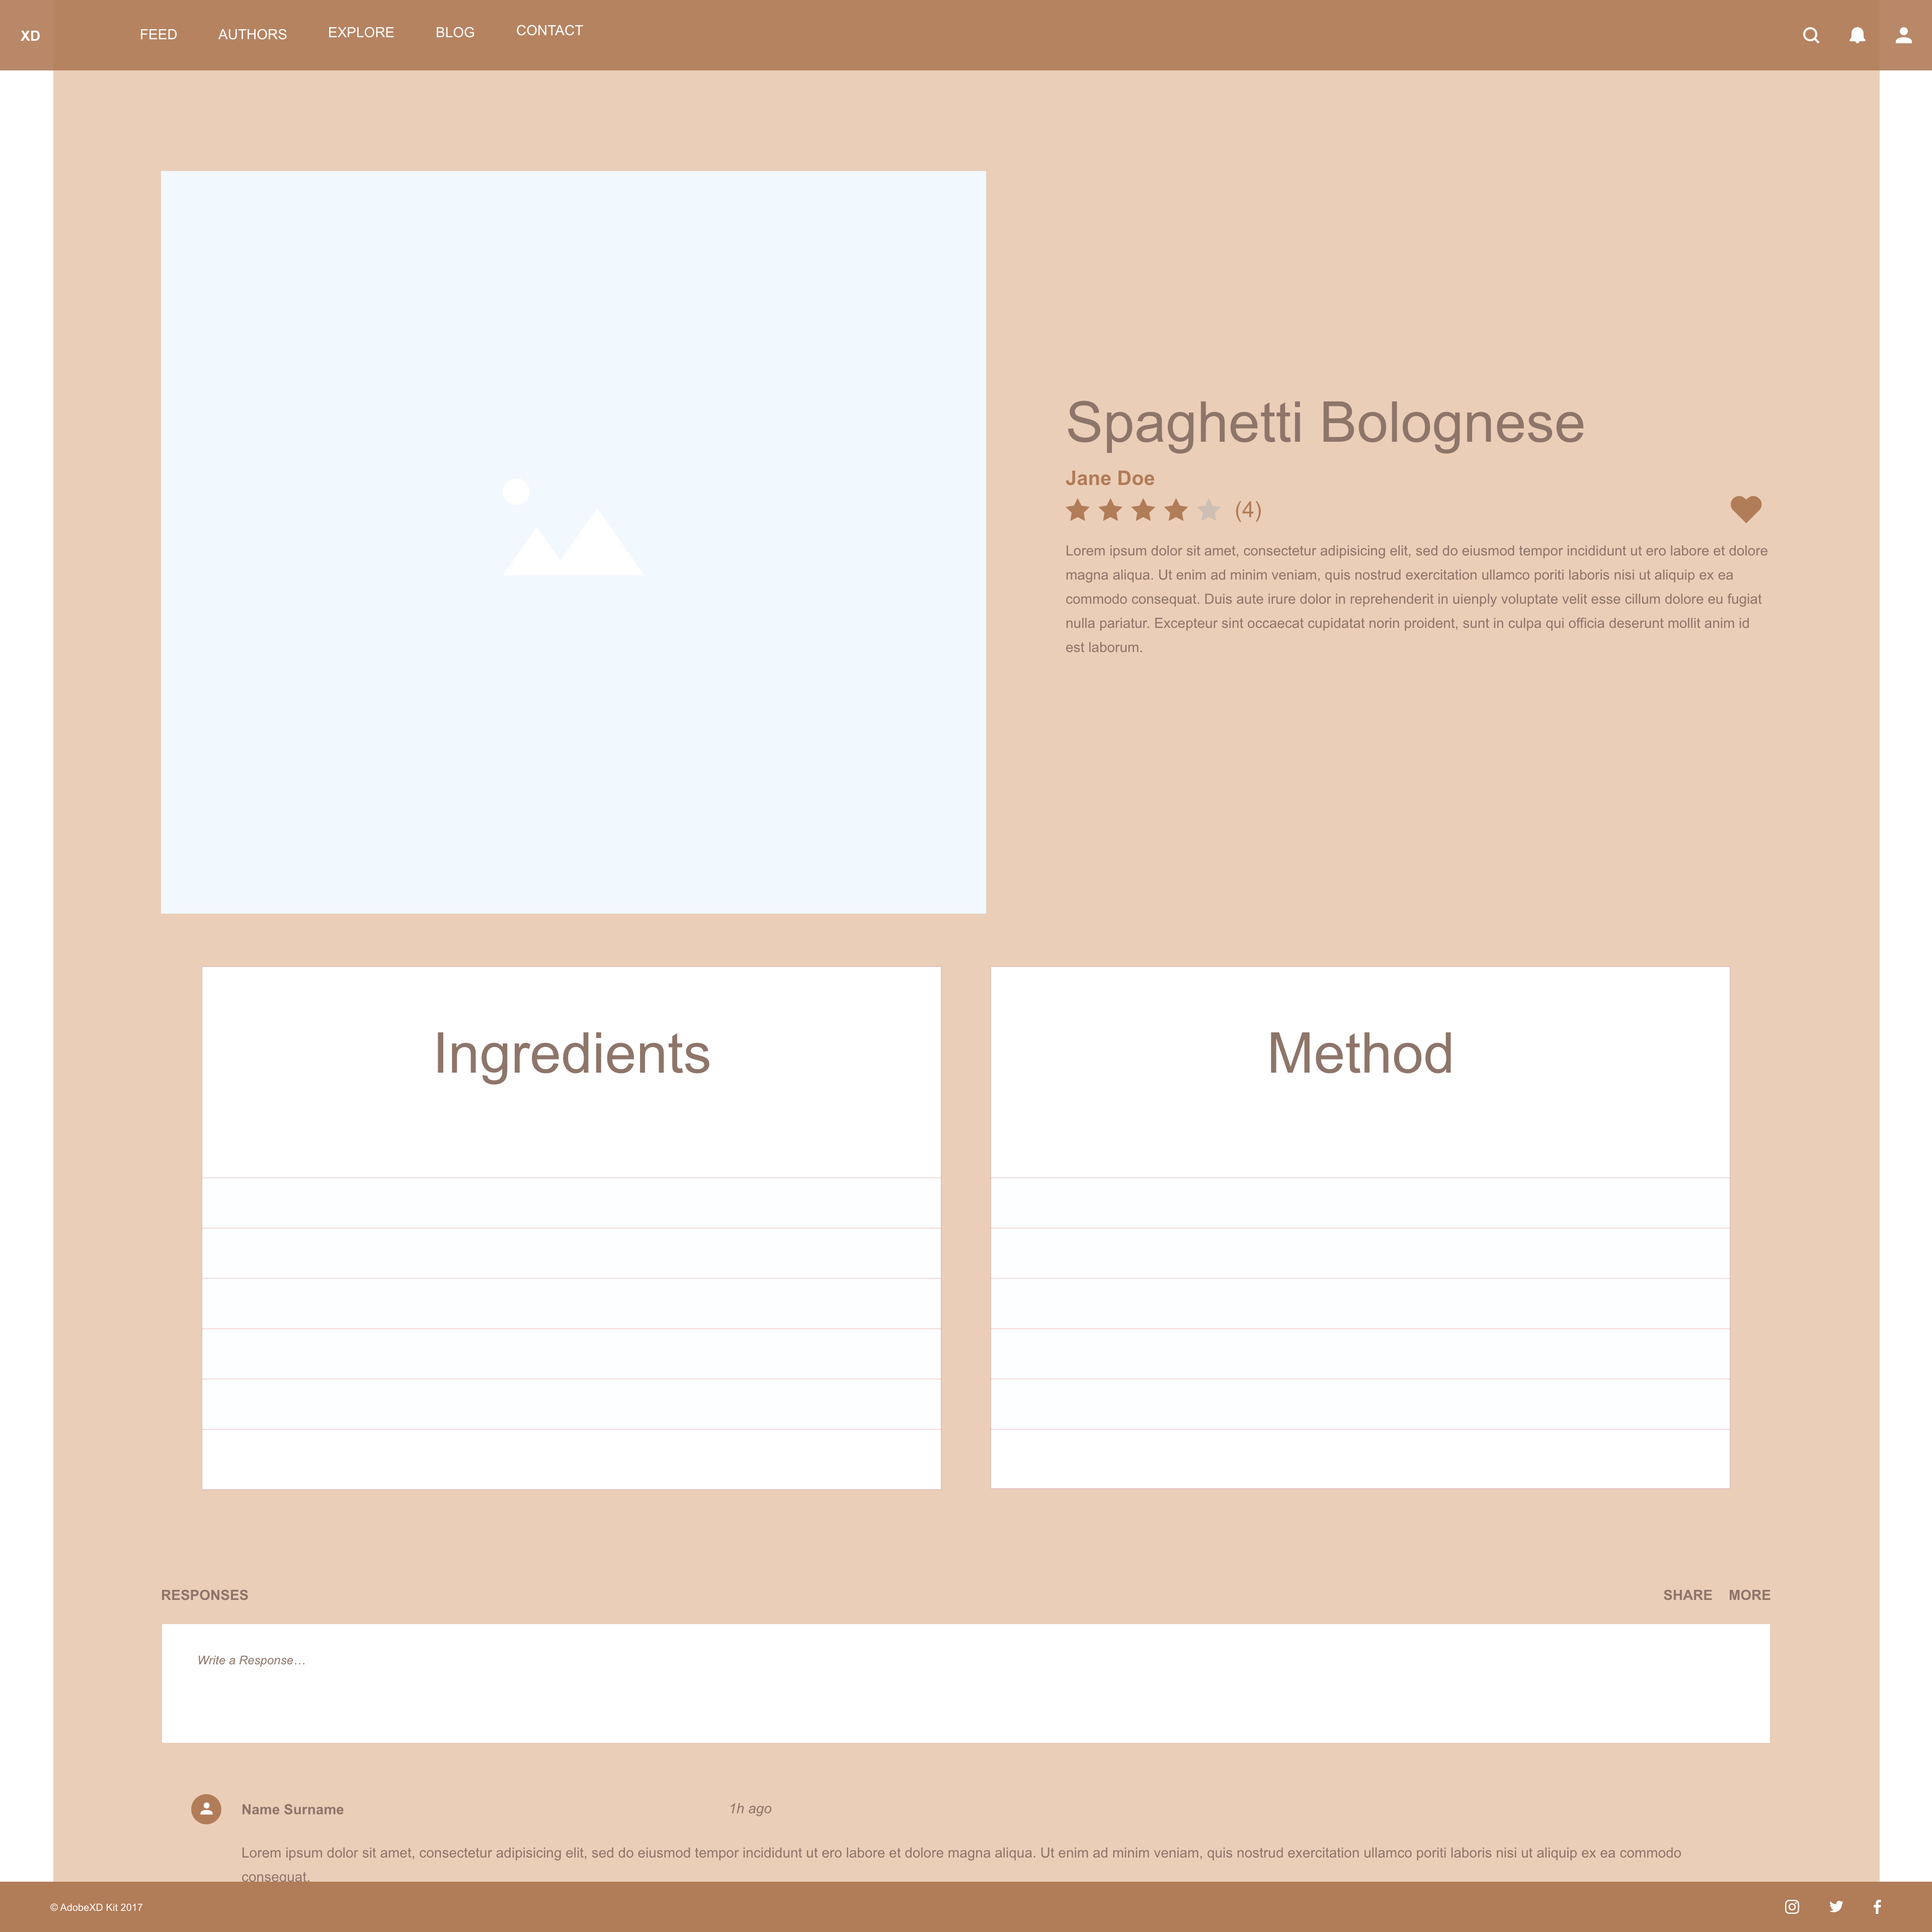 XD
FEED AUTHORS EXPLORE BLOG CONTACT
Spaghetti Bolognese
Jane Doe
(4)
Lorem ipsum dolor sit amet, consectetur adipisicing elit, sed do eiusmod tempor incididunt ut ero labore et dolore
magna aliqua. Ut enim ad minim veniam, quis nostrud exercitation ullamco poriti laboris nisi ut aliquip ex ea
commodo consequat. Duis aute irure dolor in reprehenderit in uienply voluptate velit esse cillum dolore eu fugiat
nulla pariatur. Excepteur sint occaecat cupidatat norin proident, sunt in culpa qui officia deserunt mollit anim id
est laborum.
Ingredients
Method
RESPONSES
SHARE MORE
Write a Response…
Name Surname
1h ago
Lorem ipsum dolor sit amet, consectetur adipisicing elit, sed do eiusmod tempor incididunt ut ero labore et dolore magna aliqua. Ut enim ad minim veniam, quis nostrud exercitation ullamco poriti laboris nisi ut aliquip ex ea commodo
consequat.
© AdobeXD Kit 2017